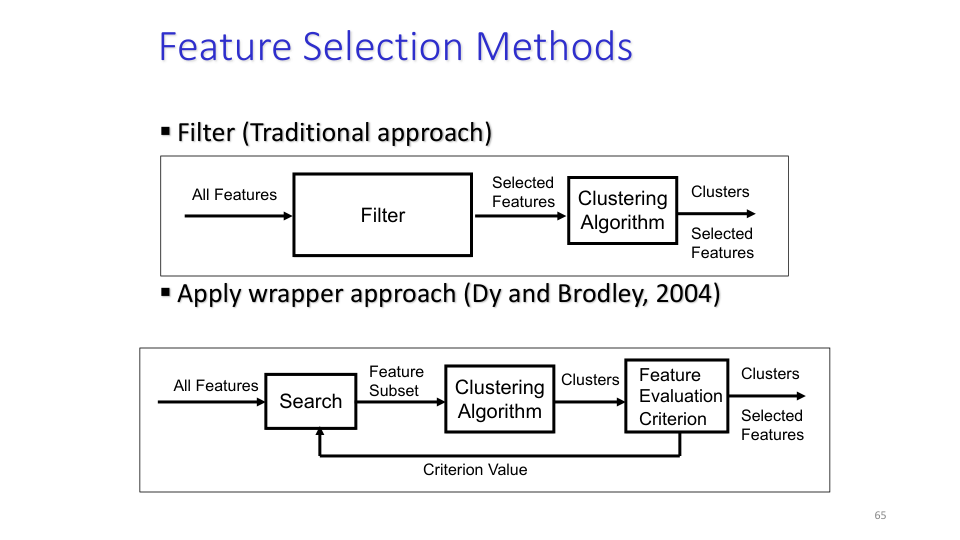 Feature Selection Methods
▪ Filter (Traditional approach)
All Features
Filter
Selected
Features
Clustering
Algorithm
Clusters
Selected
Features
▪ Apply wrapper approach (Dy and Brodley, 2004)
All Features
Search
Feature
Subset
Clustering
Algorithm
Clusters
Feature
Evaluation
Criterion
Clusters
Selected
Features
Criterion Value
65